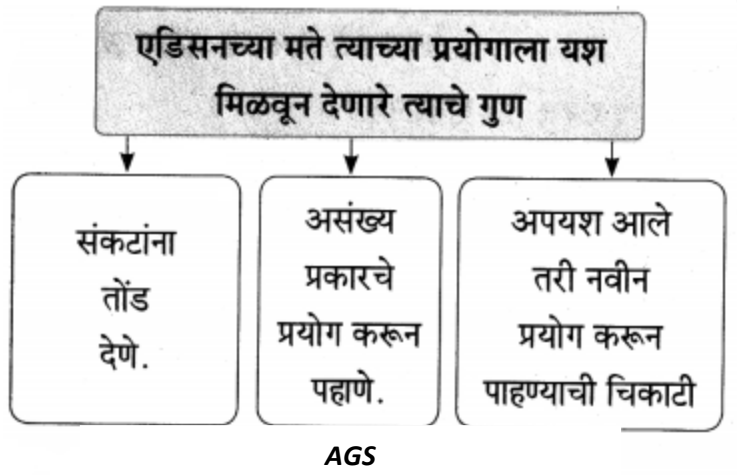 एडिसनच्या मते त्याच्या प्रयोगाला यश
मिळवून देणारे त्याचे गुण
संकटांना
तोंड
देणे.
असंख्य
प्रकारचे
प्रयोग करून
पहाणे.
अपयश आले
तरी नवीन
प्रयोग करून
पाहण्याची चिकाटी
AGS